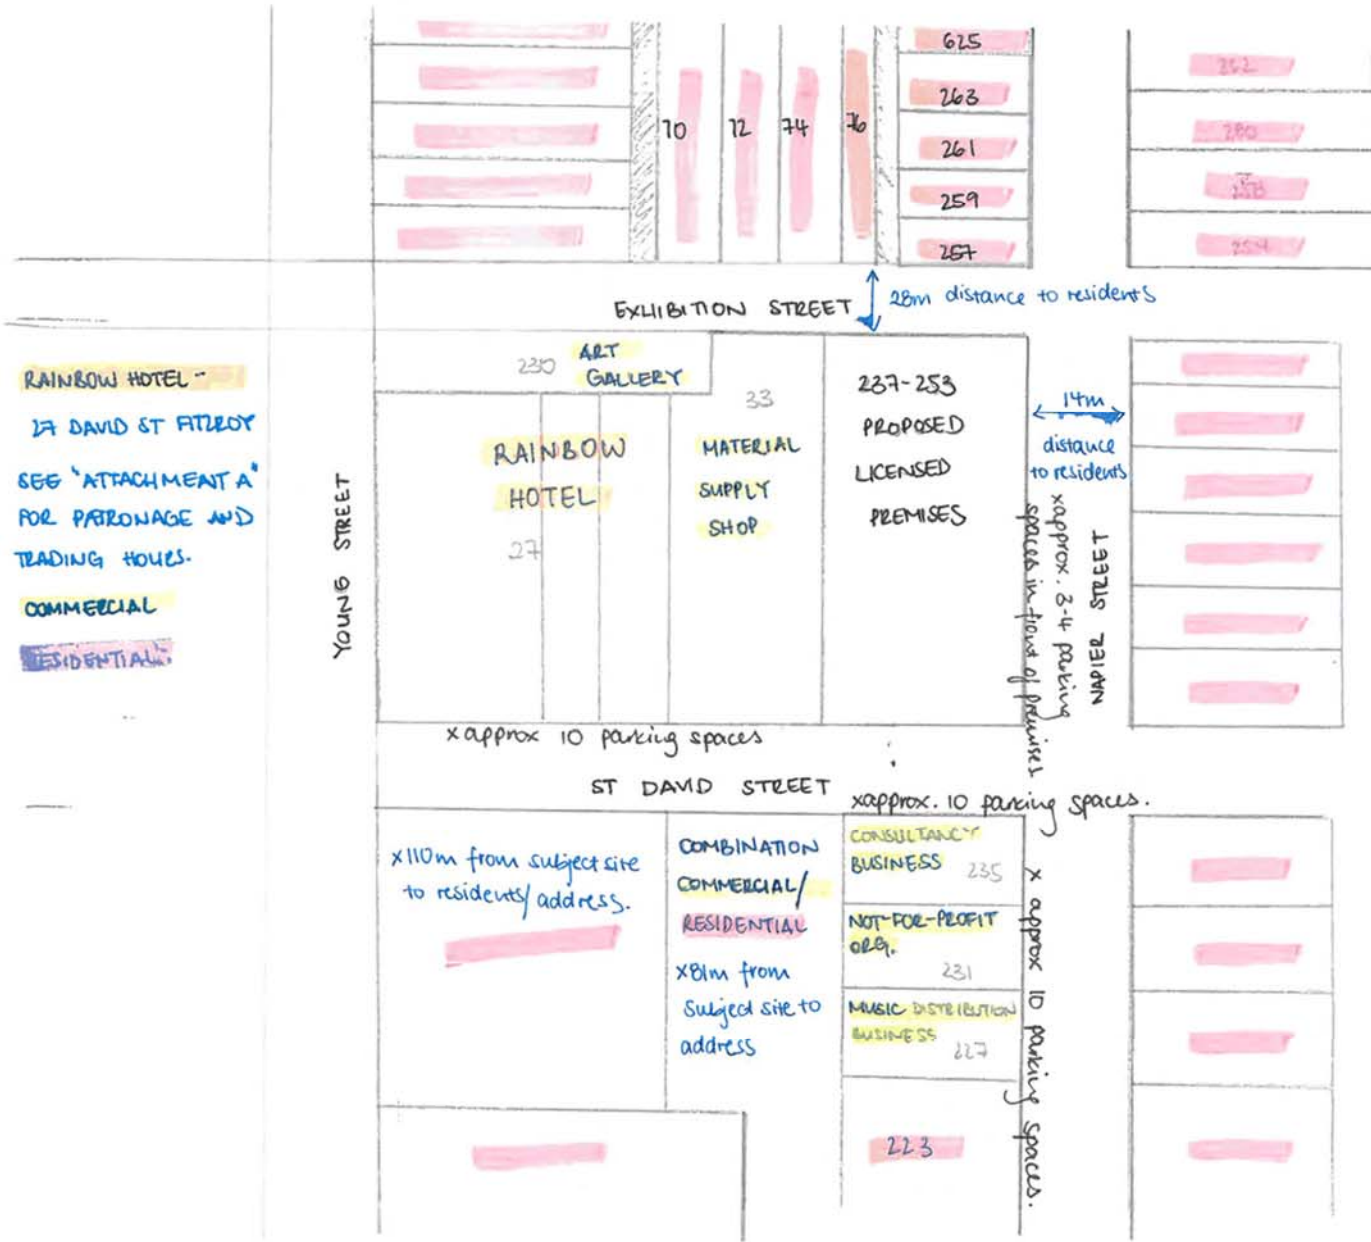 625
263
261
259
257
70
72
74
76
252
280
254
EXHIBITION STREET
28m distance to residents
RAINBOW HOTEL -
27 DAVID ST FITZROY
SEE "ATTACHMENT A"
FOR PATRONAGE AND
TRADING HOURS.
COMMERCIAL
RESIDENTIAL.
YOUNG STREET
230
ART
GALLERY
RAINBOW
HOTEL
27
33
MATERIAL
SUPPLY
SHOP
237-253
PROPOSED
LICENSED
PREMISES
14m
distance
to residents
xapprox. 3-4 parking
spaces in front of premises
NAPIER STREET
x approx 10 parking spaces
ST DAVID STREET
xapprox. 10 parking spaces.
x110m from subject site
to residents/address.
COMBINATION
COMMERCIAL/
RESIDENTIAL
x81m from
Subject site to
address
CONSULTANCY
BUSINESS
235
NOT-FOR-PROFIT
ORG.
231
MUSIC DISTRIBUTION
BUSINESS
227
223
x approx 10 parking spaces.